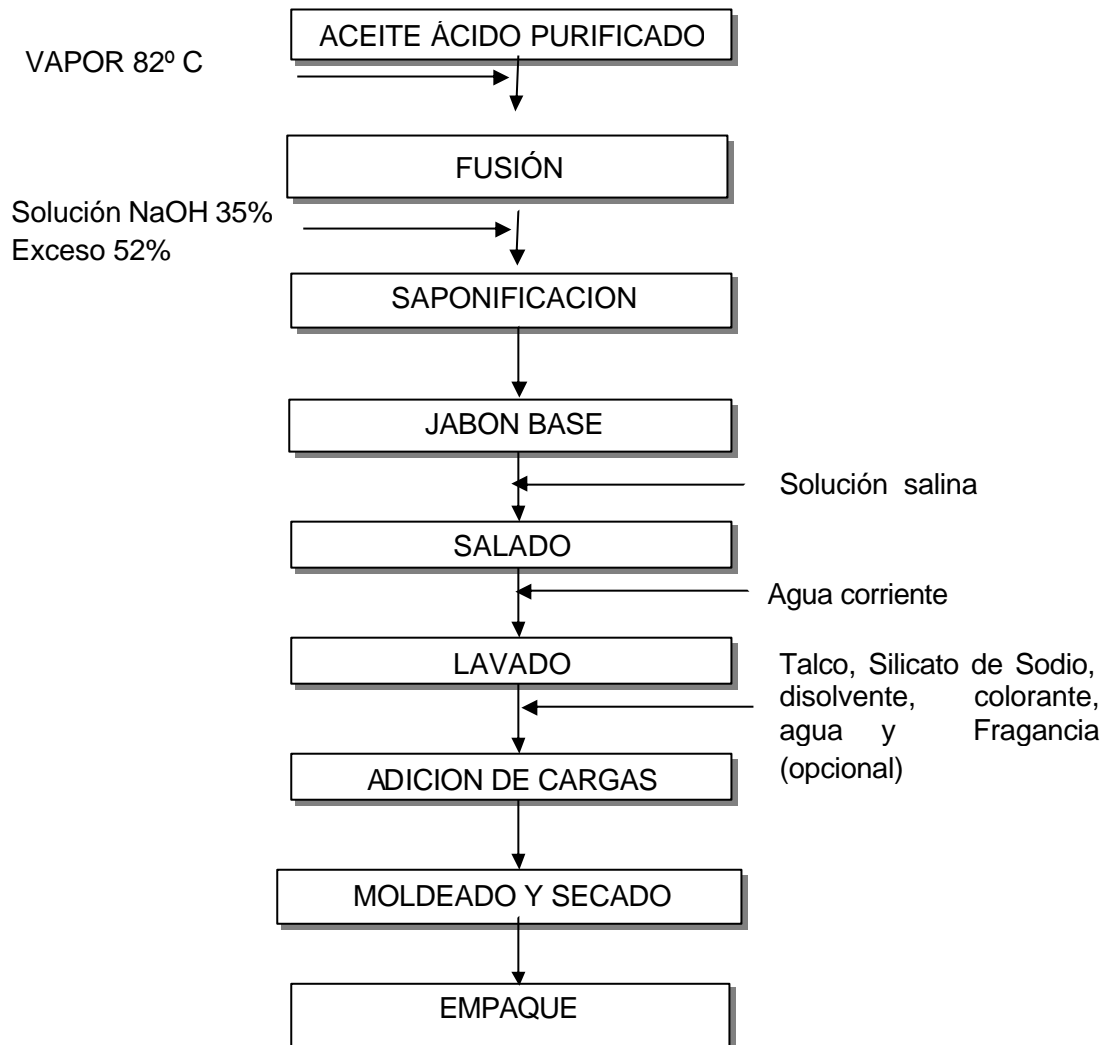 ACEITE ÁCIDO PURIFICADO
VAPOR 82º C
FUSIÓN
Solución NaOH 35%
Exceso 52%
SAPONIFICACION
JABON BASE
Solución salina
SALADO
Agua corriente
LAVADO
Talco, Silicato de Sodio,
disolvente, colorante,
agua y Fragancia
(opcional)
ADICION DE CARGAS
MOLDEADO Y SECADO
EMPAQUE